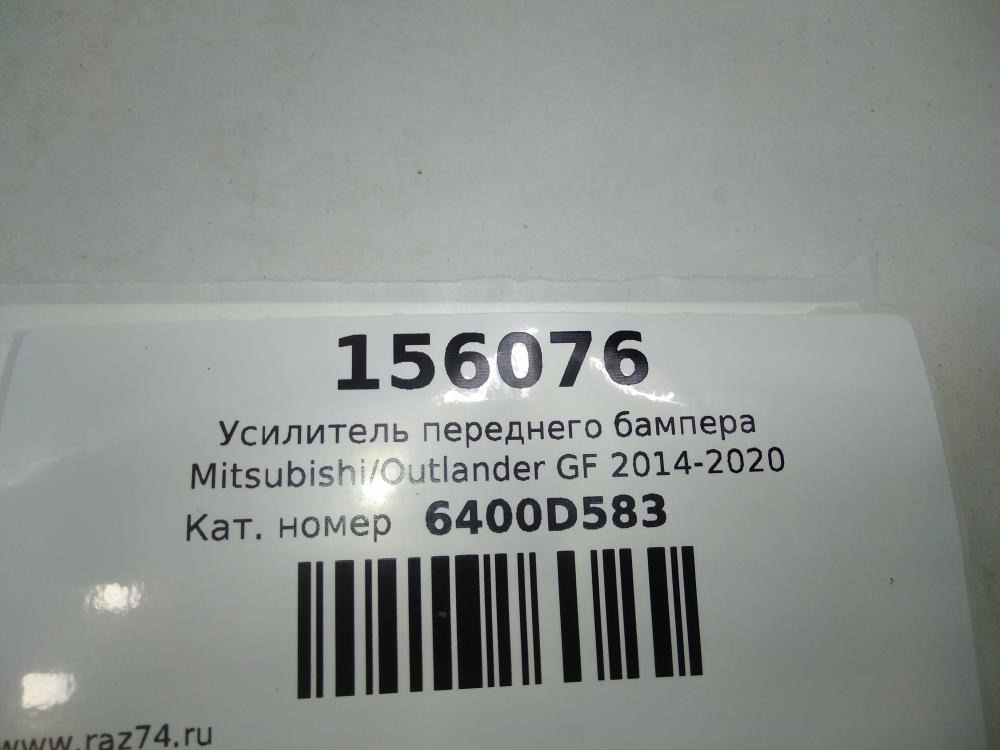 156076
Усилитель переднего бампера
Mitsubishi/Outlander GF 2014-2020
Кат. номер 6400D583
www.raz74.ru